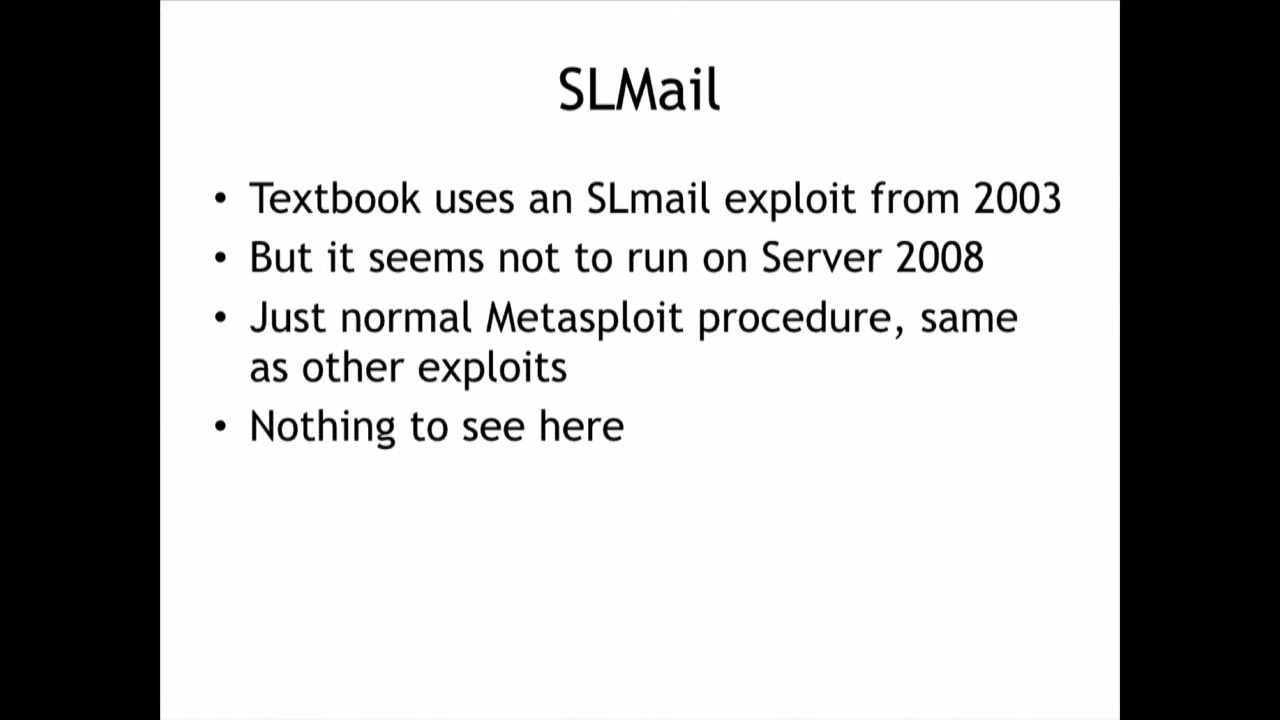 SLMail
• Textbook uses an SLmail exploit from 2003
• But it seems not to run on Server 2008
• Just normal Metasploit procedure, same
as other exploits
• Nothing to see here